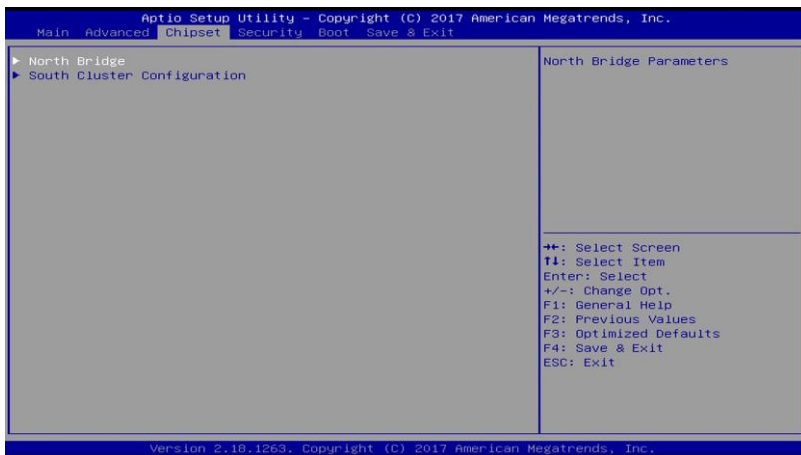 Aptio Setup Utility – Copyright (C) 2017 American Megatrends, Inc.
Main Advanced Chipset Security Boot Save & Exit
► North Bridge
► South Cluster Configuration
North Bridge Parameters
→←: Select Screen
↑↓: Select Item
Enter: Select
+/-: Change Opt.
F1: General Help
F2: Previous Values
F3: Optimized Defaults
F4: Save & Exit
ESC: Exit
Version 2.18.1263. Copyright (C) 2017 American Megatrends, Inc.